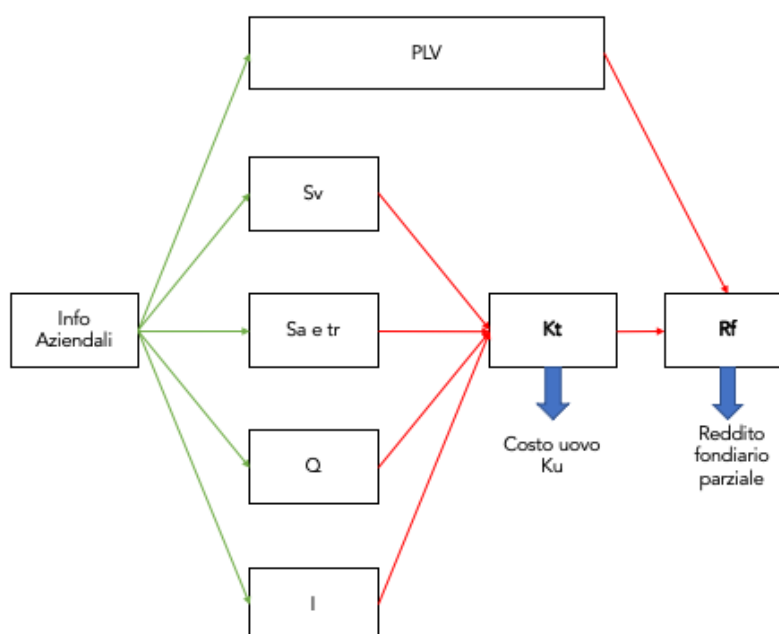 PLV
Sv
Info
Aziendali
Sa e tr
Kt
Rf
Costo uovo
Ku
Reddito
fondiario
parziale
Q
I